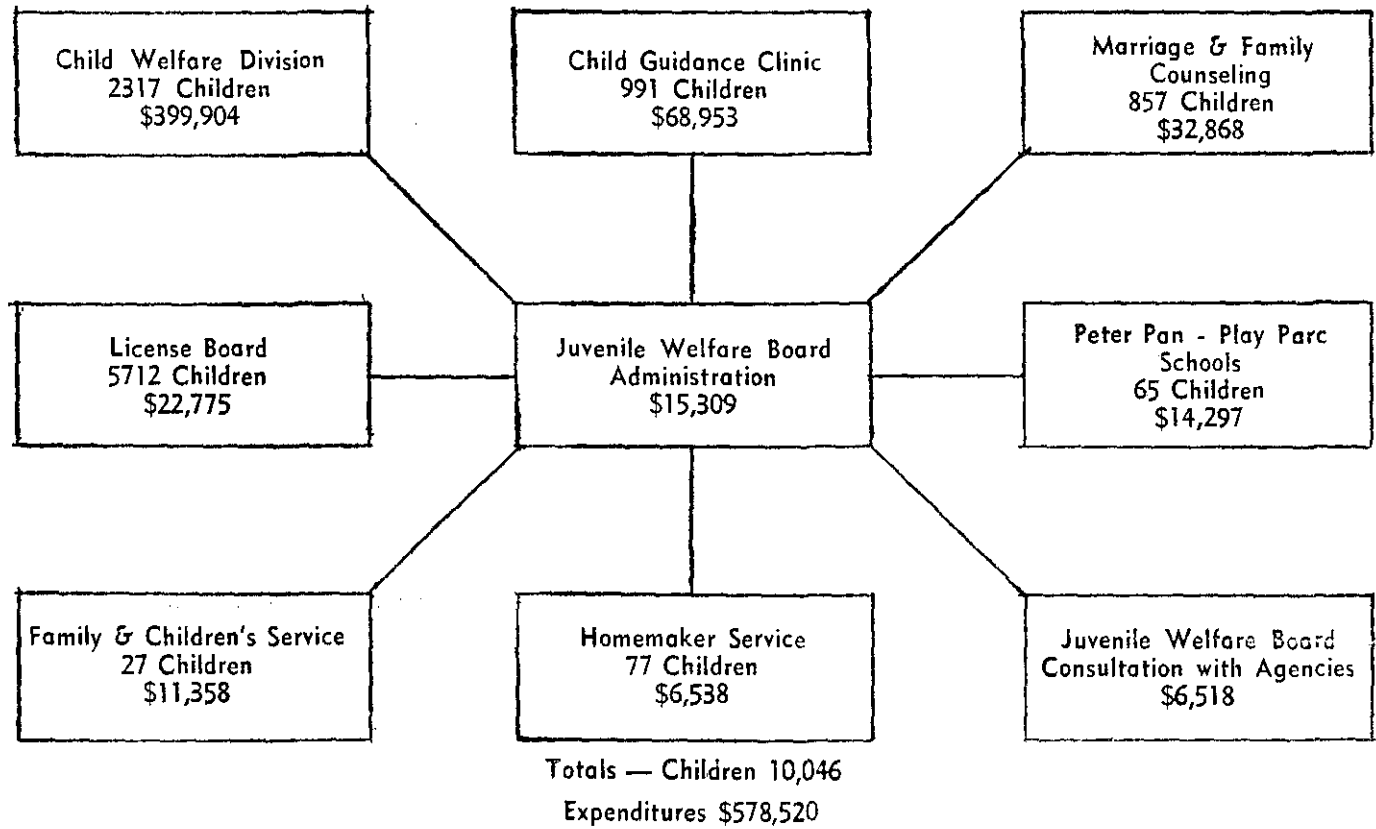 Child Welfare Division
2317 Children
$399,904
Child Guidance Clinic
991 Children
$68,953
Marriage & Family
Counseling
857 Children
$32,868
License Board
5712 Children
$22,775
Juvenile Welfare Board
Administration
$15,309
Peter Pan - Play Parc
Schools
65 Children
$14,297
Family & Children's Service
27 Children
$11,358
Homemaker Service
77 Children
$6,538
Juvenile Welfare Board
Consultation with Agencies
$6,518
Totals — Children 10,046
Expenditures $578,520